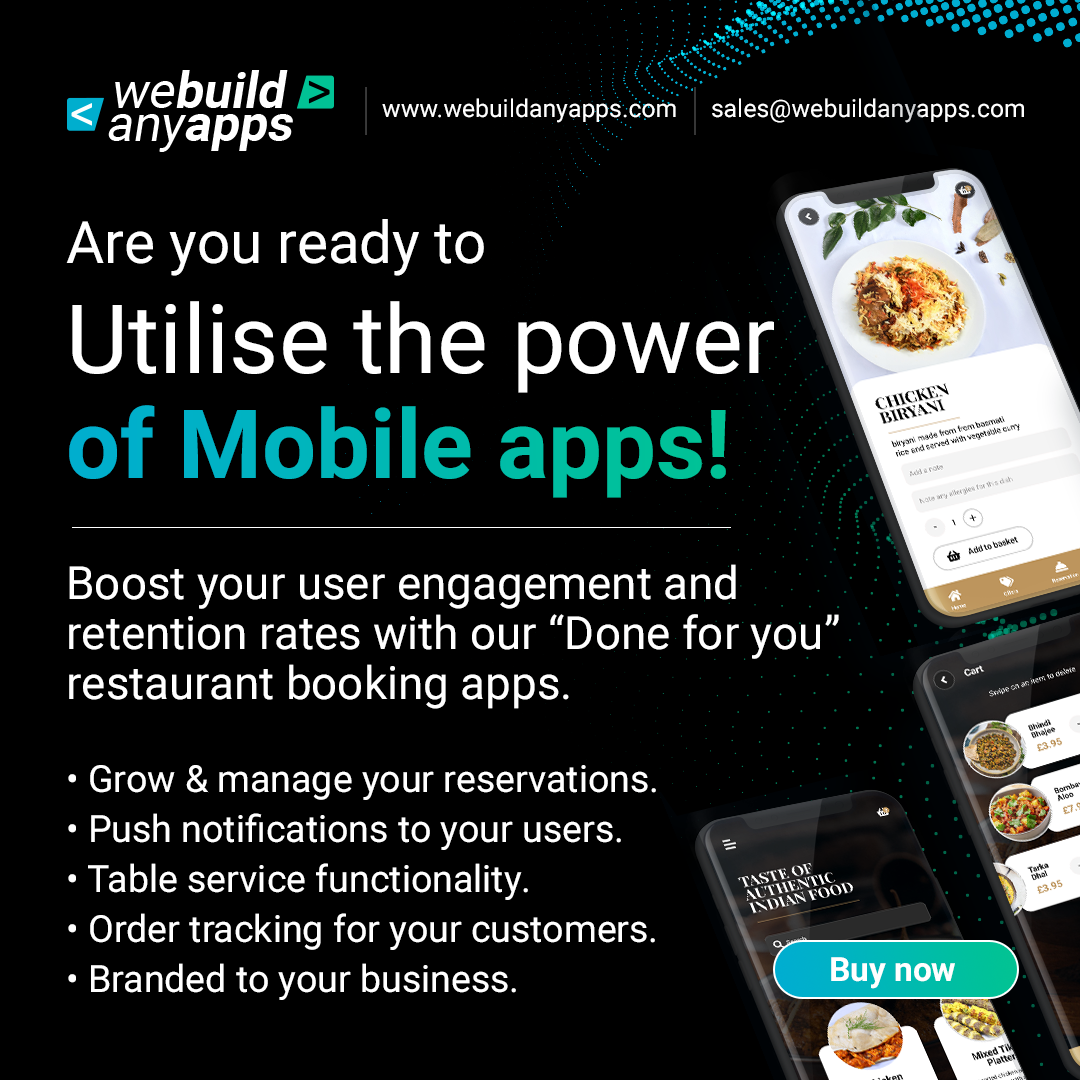 < webuild >
anyapps
www.webuildanyapps.com
sales@webuildanyapps.com
Are you ready to
Utilise the power
of Mobile apps!
Boost your user engagement and
retention rates with our “Done for you”
restaurant booking apps.
• Grow & manage your reservations.
• Push notifications to your users.
• Table service functionality.
• Order tracking for your customers.
• Branded to your business.
CHICKEN
BIRYANI
biryani made from from basmati
rice and served with vegetable curry
Add a note
Note any allergies for this dish
- 1 +
Add to basket
Home
Offers
Cart
Swipe on an item to delete
Bhindi
Bhajee
£3.95
Aloo
Tarka
Dhal
£3.95
TASTE OF
AUTHENTIC
INDIAN FOOD
Search
Buy now
Mixed
Platter